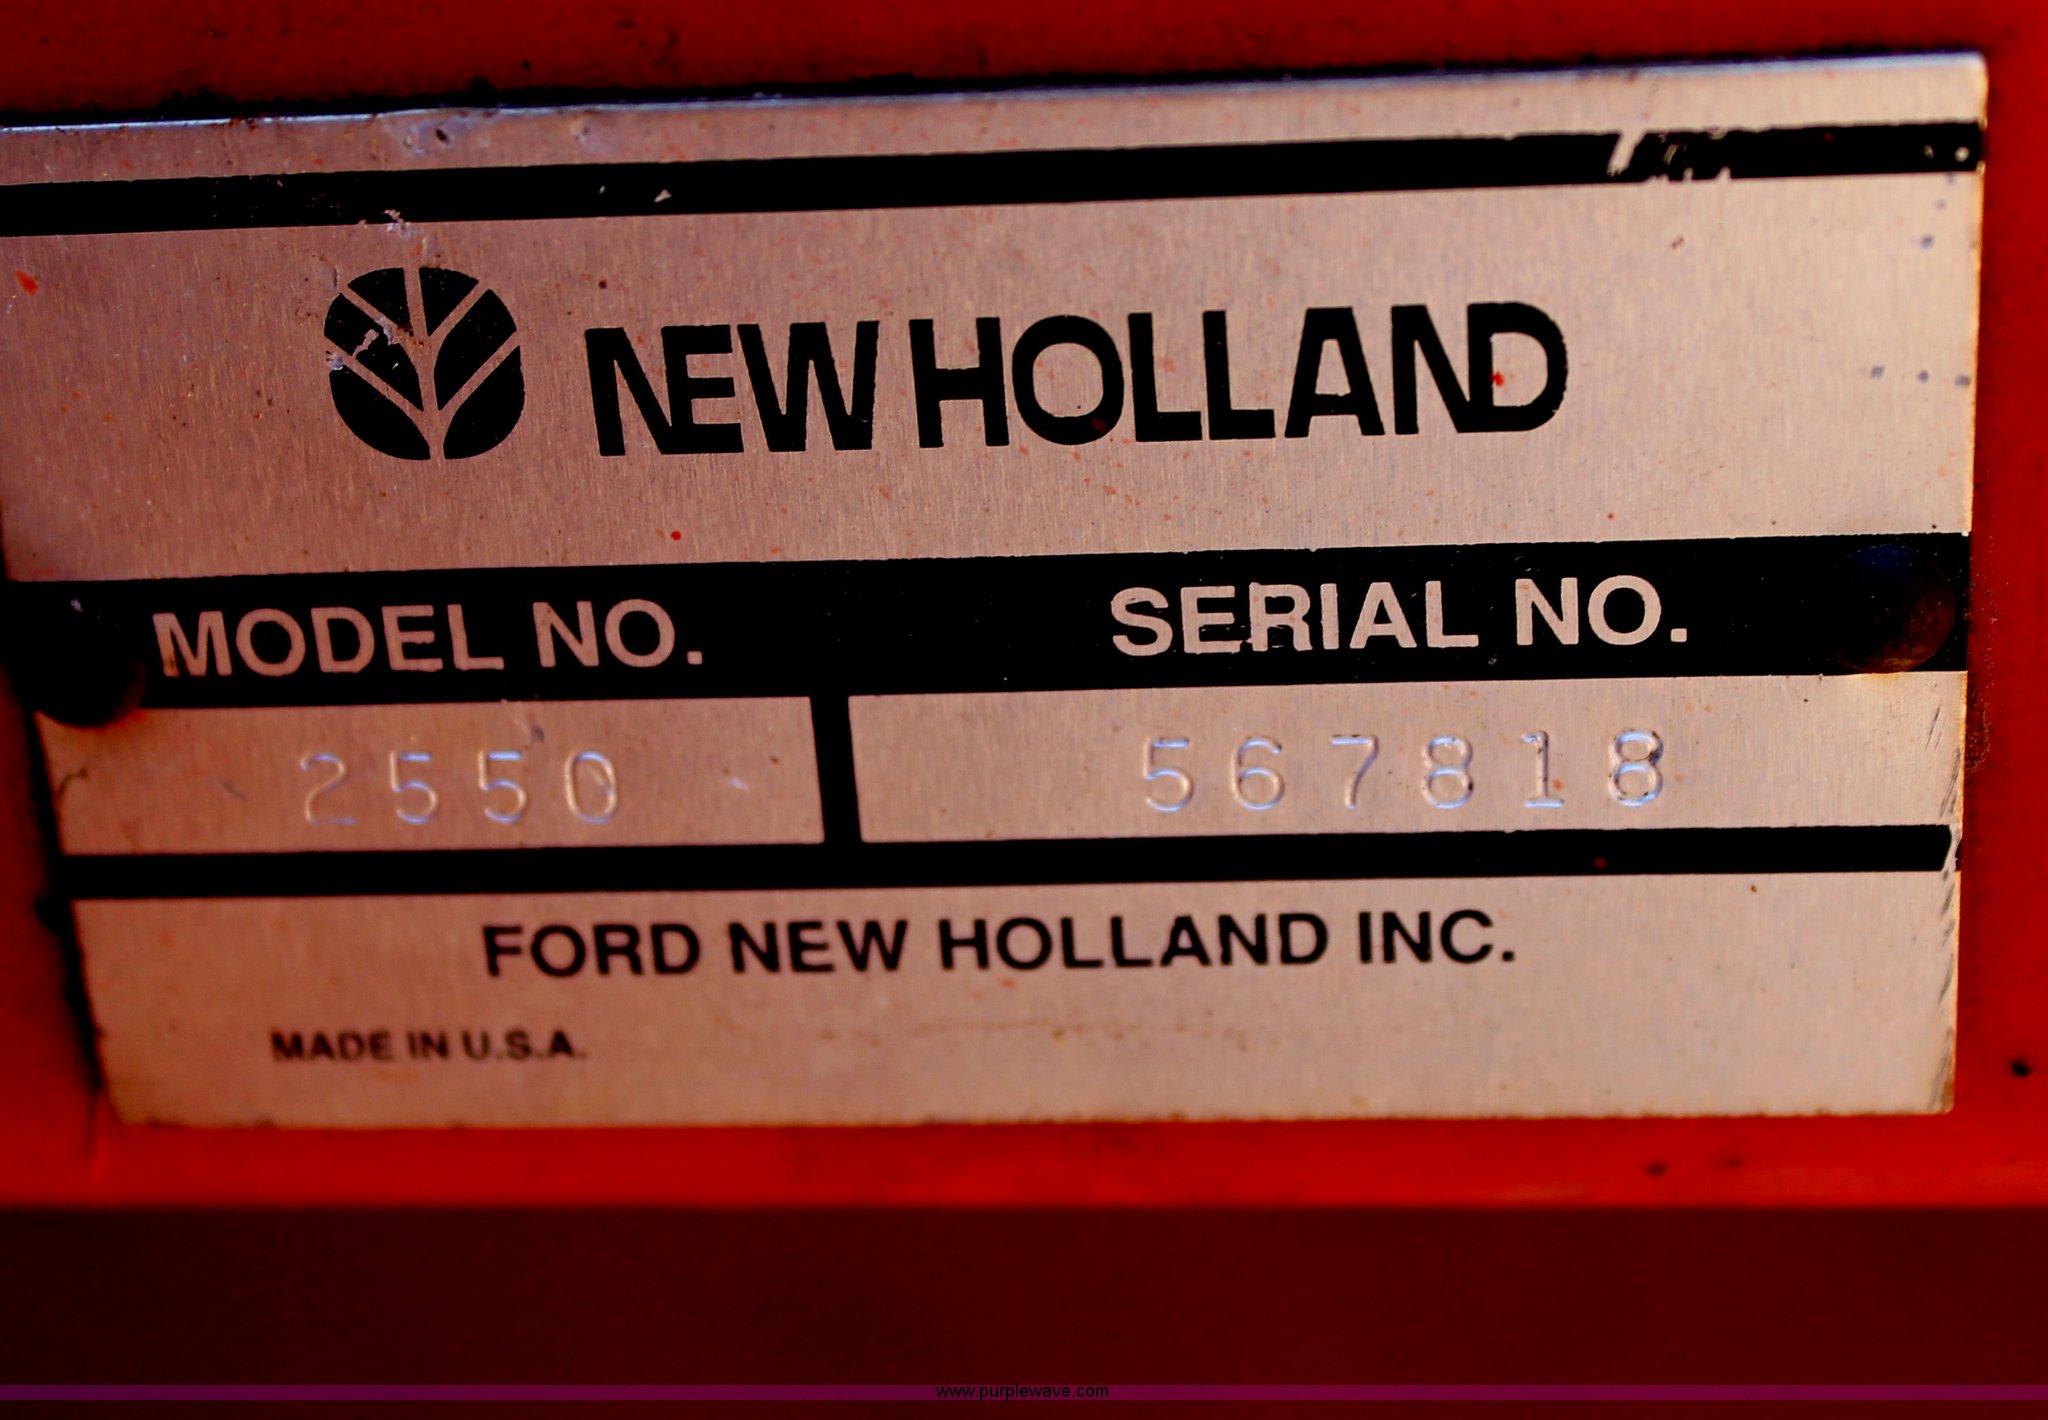 NEW HOLLAND
MODEL NO. SERIAL NO.
2550 567818
FORD NEW HOLLAND INC.
MADE IN U.S.A.
www.purplewave.com